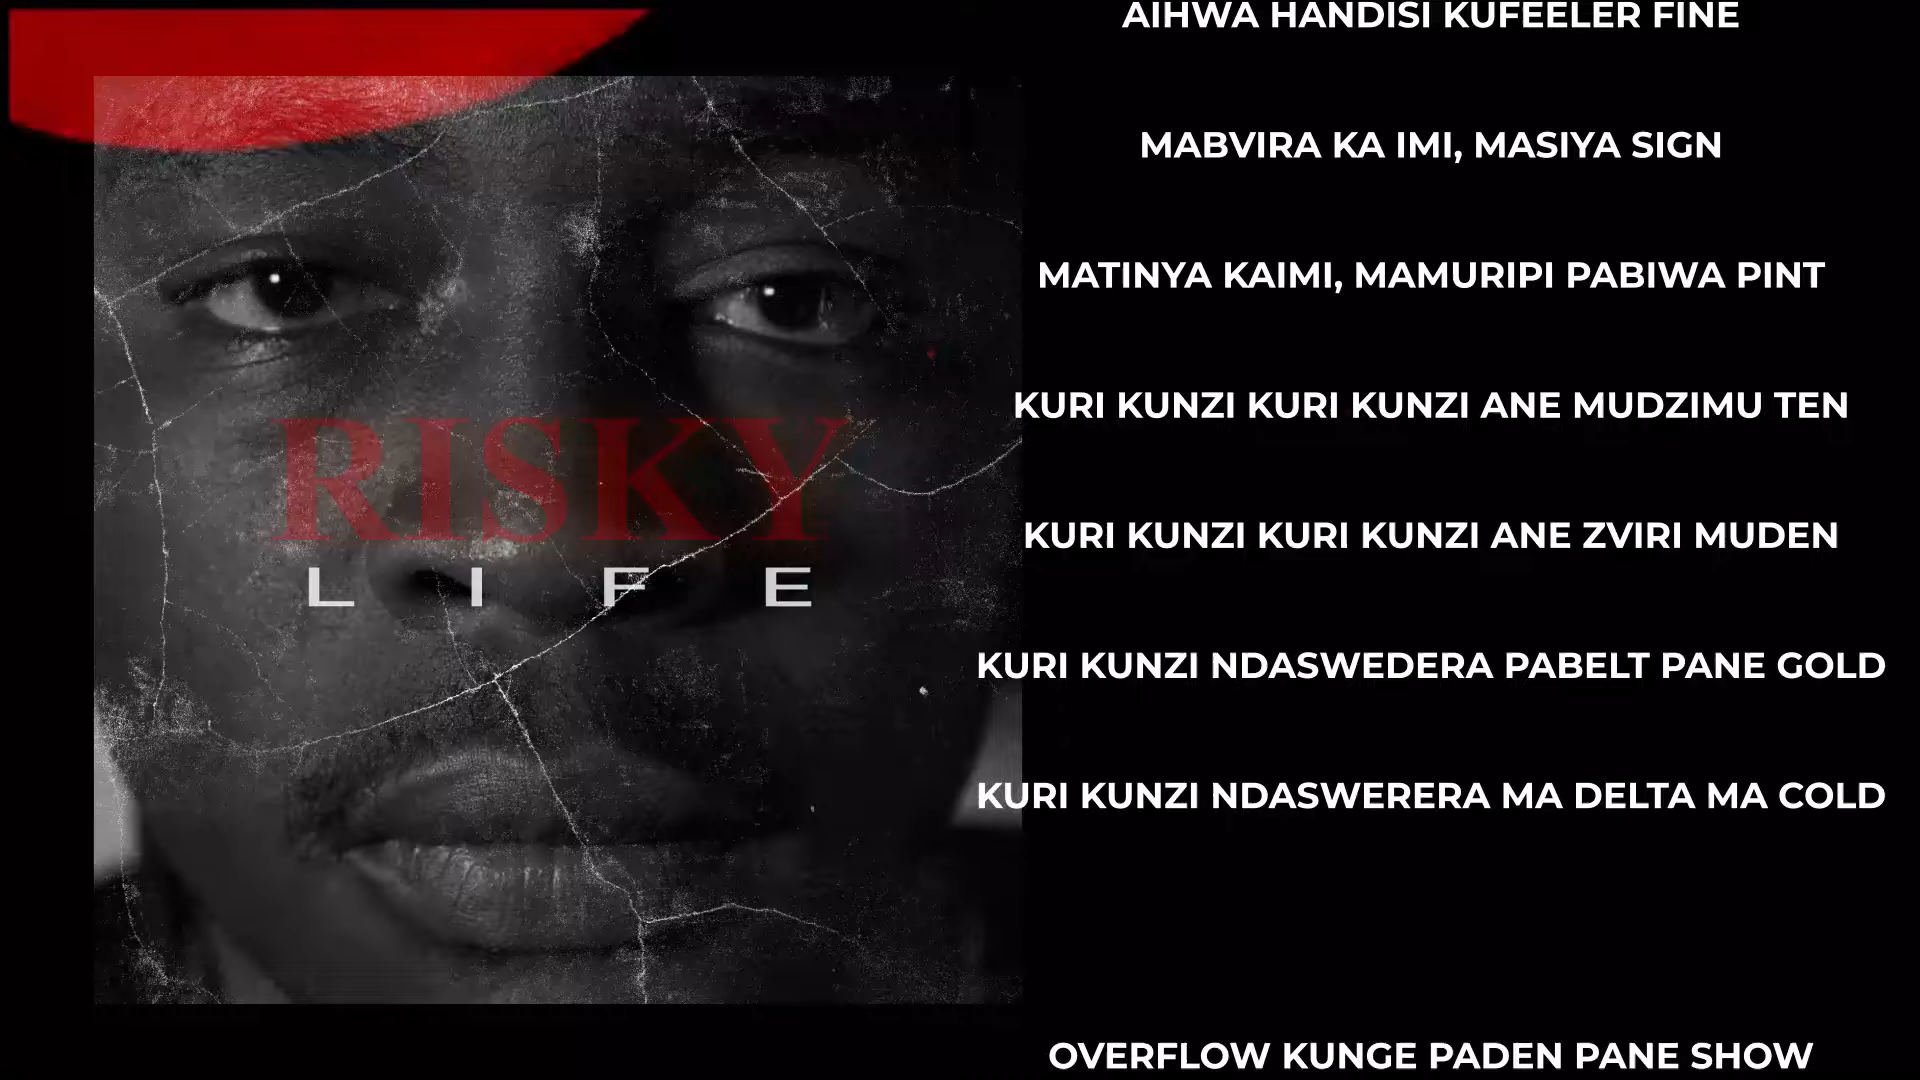 RISKY
LIFE
AIHWA HANDISI KUFEELER FINE
MABVIRA KA IMI, MASIYA SIGN
MATINYA KAIMI, MAMURIPI PABIWA PINT
KURI KUNZI KURI KUNZI ANE MUDZIMU TEN
KURI KUNZI KURI KUNZI ANE ZVIRI MUDEN
KURI KUNZI NDASWEDERA PABELT PANE GOLD
KURI KUNZI NDASWERERA MA DELTA MA COLD
OVERFLOW KUNGE PADEN PANE SHOW